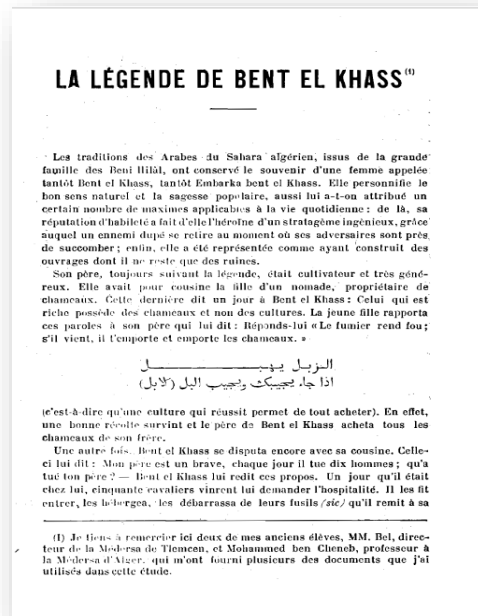 LA LÉGENDE DE BENT EL KHASS (1)
Les traditions des Arabes du Sahara algérien, issus de la grande
famille des Beni Hilâl, ont conservé le souvenir d'une femme appelée
tantôt Bent el Khass, tantôt Embarka bent el Khass. Elle personnifie le
bon sens naturel et la sagesse populaire, aussi lui a-t-on attribué un
certain nombre de maximes applicables à la vie quotidienne : de là, sa
réputation d'habileté a fait d'elle l'héroïne d'un stratagème ingénieux, grâce
auquel un ennemi dupé se retire au moment où ses adversaires sont près
de succomber ; enfin, elle a été représentée comme ayant construit des
ouvrages dont il ne reste que des ruines.
Son père, toujours suivant la légende, était cultivateur et très géné-
reux. Elle avait pour cousine la fille d'un nomade, propriétaire de
chameaux. Cette dernière dit un jour à Bent el Khass : Celui qui est
riche possède des chameaux et non des cultures. La jeune fille rapporta
ces paroles à son père qui lui dit : Réponds-lui « Le fumier rend fou ;
s'il vient, il t'emporte et emporte les chameaux. »
الزبل يهبل
اذا جاء يجيبك ويجيب البل (لابل)
(c'est-à-dire qu'une culture qui réussit permet de tout acheter). En effet,
une bonne récolte survint et le père de Bent el Khass acheta tous les
chameaux de son frère.
Une autre fois, Bent el Khass se disputa encore avec sa cousine. Celle-
ci lui dit : Mon père est un brave, chaque jour il tue dix hommes ; qu'a
tué ton père ? — Bent el Khass lui redit ces propos. Un jour qu'il était
chez lui, cinquante cavaliers vinrent lui demander l'hospitalité. Il les fit
entrer, les hébergea, les débarrassa de leurs fusils (sic) qu'il remit à sa
(1) Je tiens à remercier ici deux de mes anciens élèves, MM. Bel, direc-
teur de la Médersa de Tlemcen, et Mohammed ben Cheneb, professeur à
la Médersa d'Alger, qui m'ont fourni plusieurs des documents que j'ai
utilisés dans cette étude.